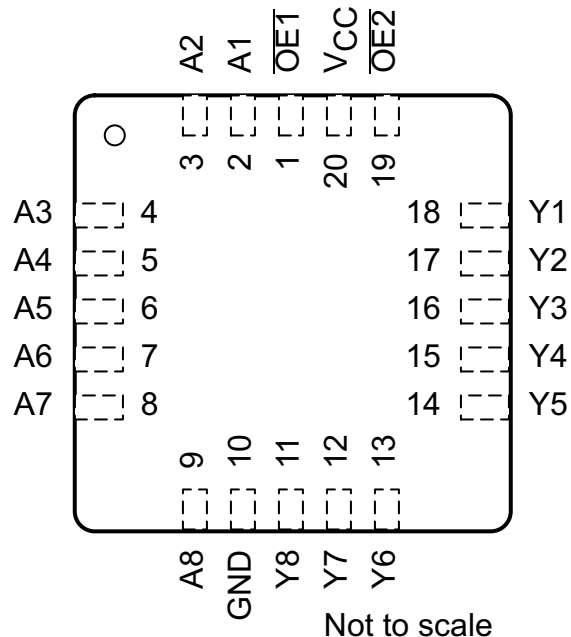 A2 A1 O̅E̅1̅ VCC O̅E̅2̅
3 2 1 20 19
A3 4 18 Y1
A4 5 17 Y2
A5 6 16 Y3
A6 7 15 Y4
A7 8 14 Y5
9 10 11 12 13
A8 GND Y8 Y7 Y6
Not to scale